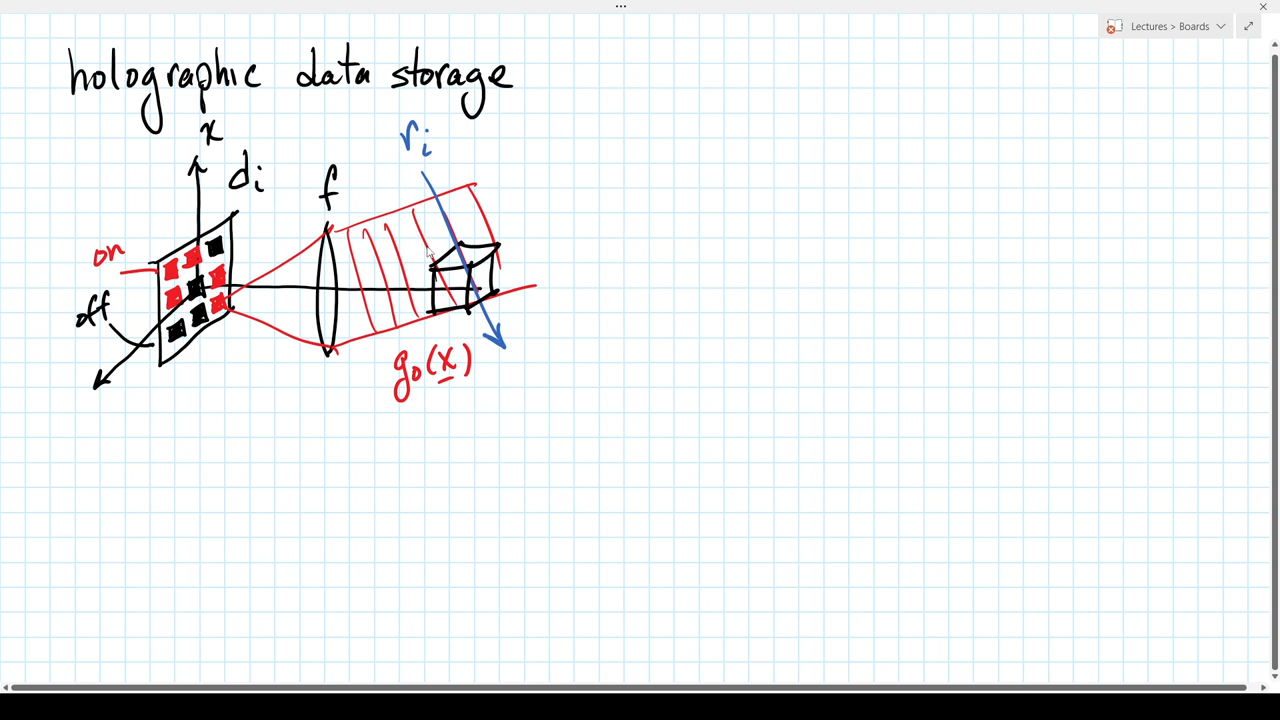 Lectures > Boards
holographic data storage
x
di
f
ri
on
off
g0(x)